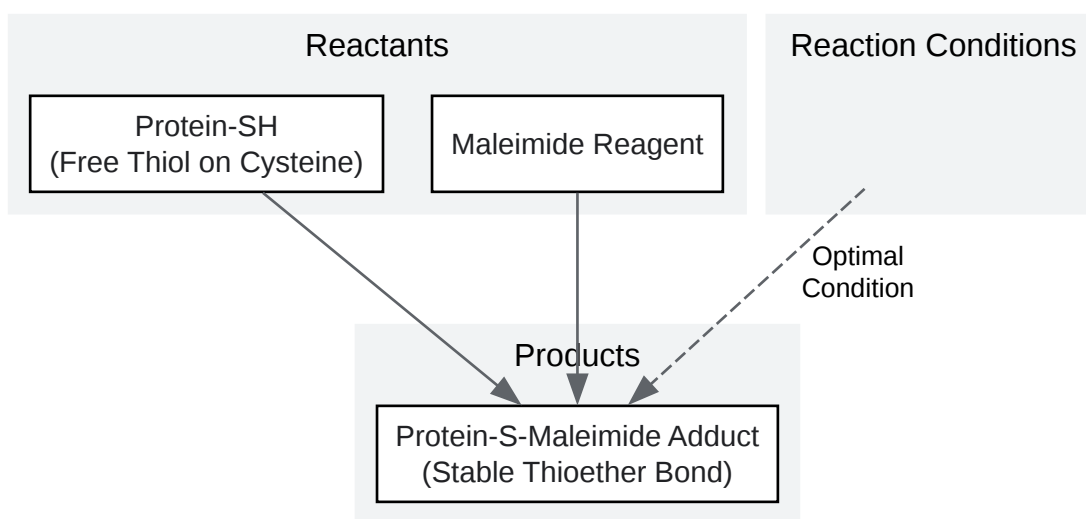 Reactants
Reaction Conditions
Protein-SH
(Free Thiol on Cysteine)
Maleimide Reagent
Optimal
Condition
Products
Protein-S-Maleimide Adduct
(Stable Thioether Bond)